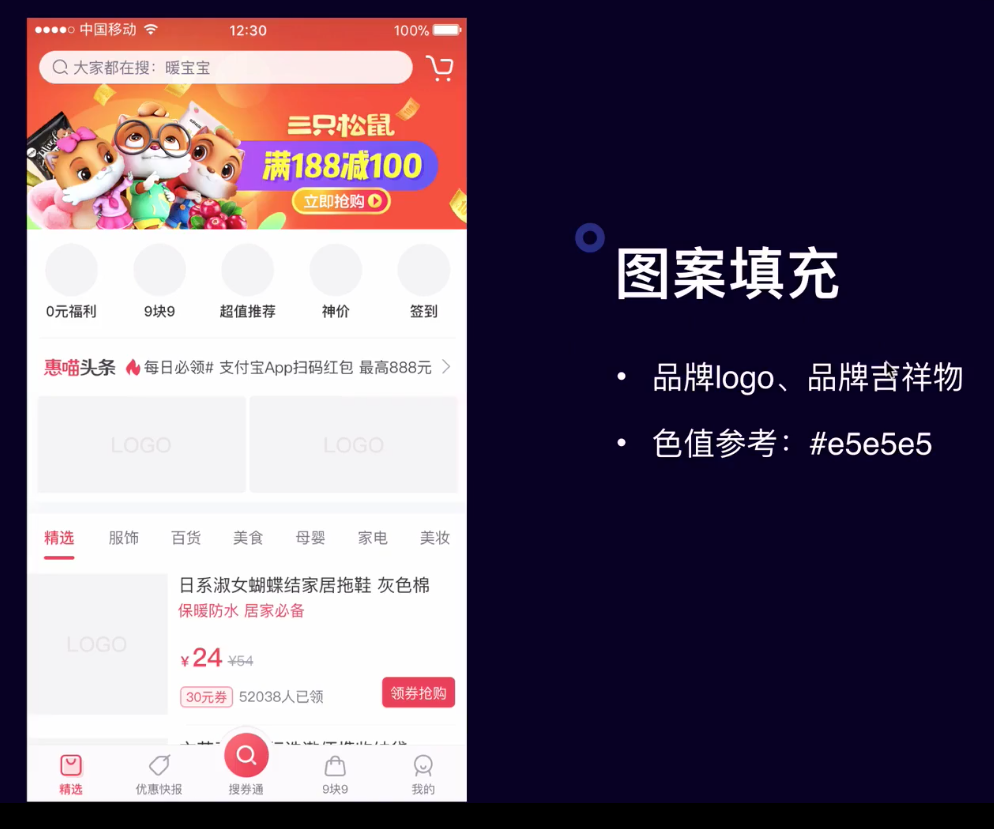 中国移动 12:30 100%
大家都在搜：暖宝宝
三只松鼠
满188减100
立即抢购
0元福利 9块9 超值推荐 神价 签到
惠喵头条 每日必领# 支付宝App扫码红包 最高888元
LOGO LOGO
精选 服饰 百货 美食 母婴 家电 美妆
LOGO
日系淑女蝴蝶结家居拖鞋 灰色棉
保暖防水 居家必备
¥24 ¥54
30元券 52038人已领 领券抢购
精选 优惠快报 搜券通 9块9 我的
图案填充
• 品牌logo、品牌吉祥物
• 色值参考：#e5e5e5